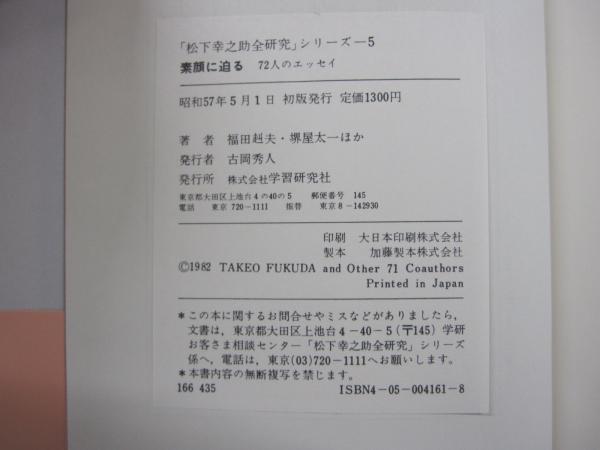 「松下幸之助全研究」シリーズ—5
素顔に迫る 72人のエッセイ
昭和57年5月1日 初版発行 定価1300円
著者 福田赳夫・堺屋太一ほか
発行者 古岡秀人
発行所 株式会社学習研究社
東京都大田区上池台4の40の5 郵便番号 145
電話 東京 720-1111 振替 東京8-142930
印刷 大日本印刷株式会社
製本 加藤製本株式会社
©1982 TAKEO FUKUDA and Other 71 Coauthors
Printed in Japan
*この本に関するお問合せやミスなどがありましたら,
文書は, 東京都大田区上池台4-40-5(〒145) 学研
お客さま相談センター「松下幸之助全研究」シリーズ
係へ, 電話は, 東京(03)720-1111へお願いします。
*本書内容の無断複写を禁じます。
166 435 ISBN4-05-004161-8